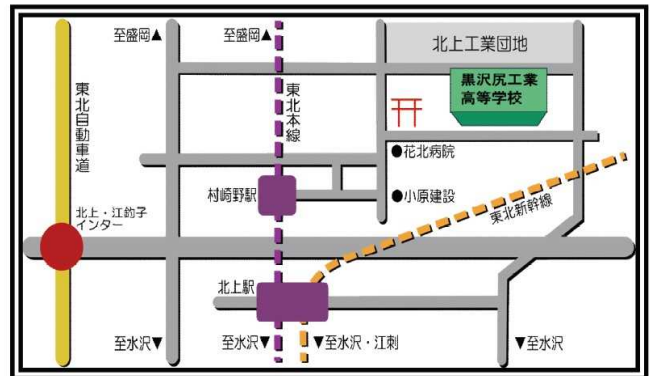 至盛岡▲
至盛岡▲
北上工業団地
黒沢尻工業
高等学校
東北自動車道
東北本線
●花北病院
村崎野駅
●小原建設
北上・江釣子
インター
東北新幹線
北上駅
至水沢▼
至水沢▼
▼至水沢・江刺
▼至水沢